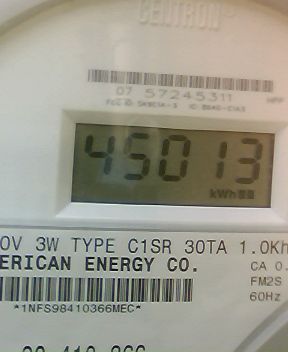 CENTRON
07 57245311
45013
kWh
0V 3W TYPE C1SR 30TA 1.0Kh
ERICAN ENERGY CO.
CA 0.
FM2S
60Hz
*1NFS98410366MEC*